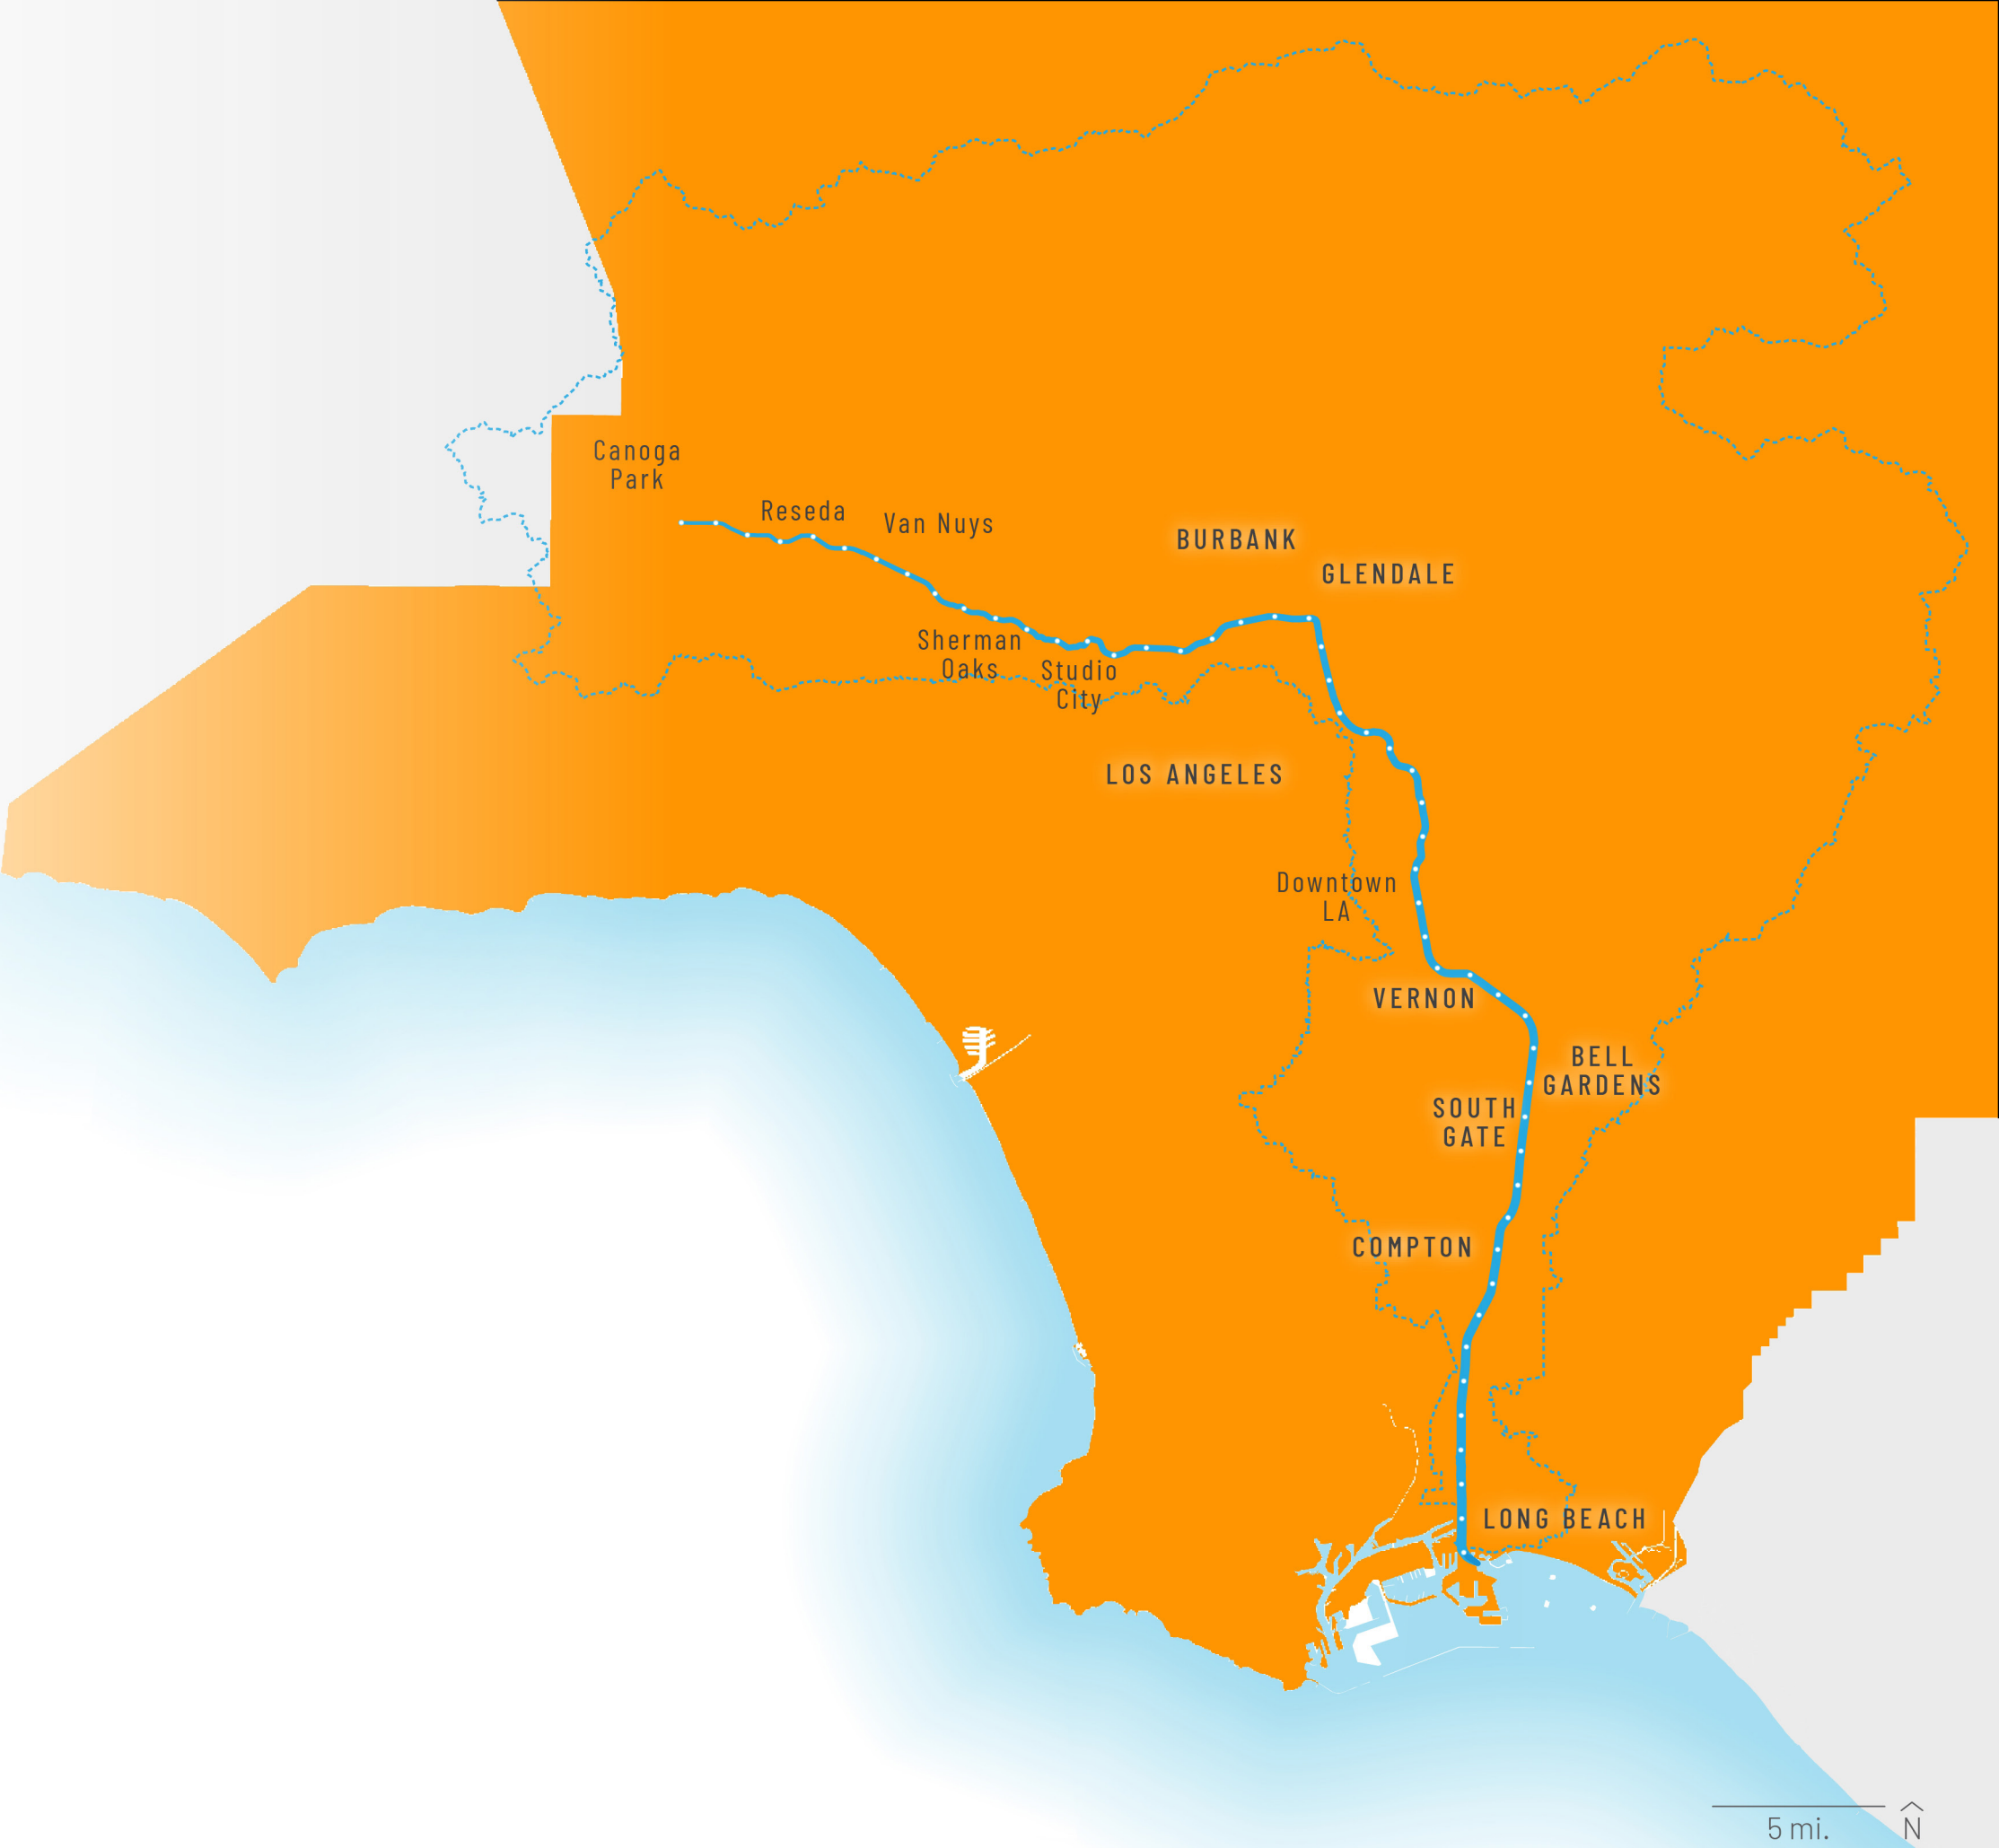 Canoga
Park
Reseda
Van Nuys
BURBANK
GLENDALE
Sherman
Oaks
Studio
City
LOS ANGELES
Downtown
LA
VERNON
BELL
GARDENS
SOUTH
GATE
COMPTON
LONG BEACH
5 mi.
N